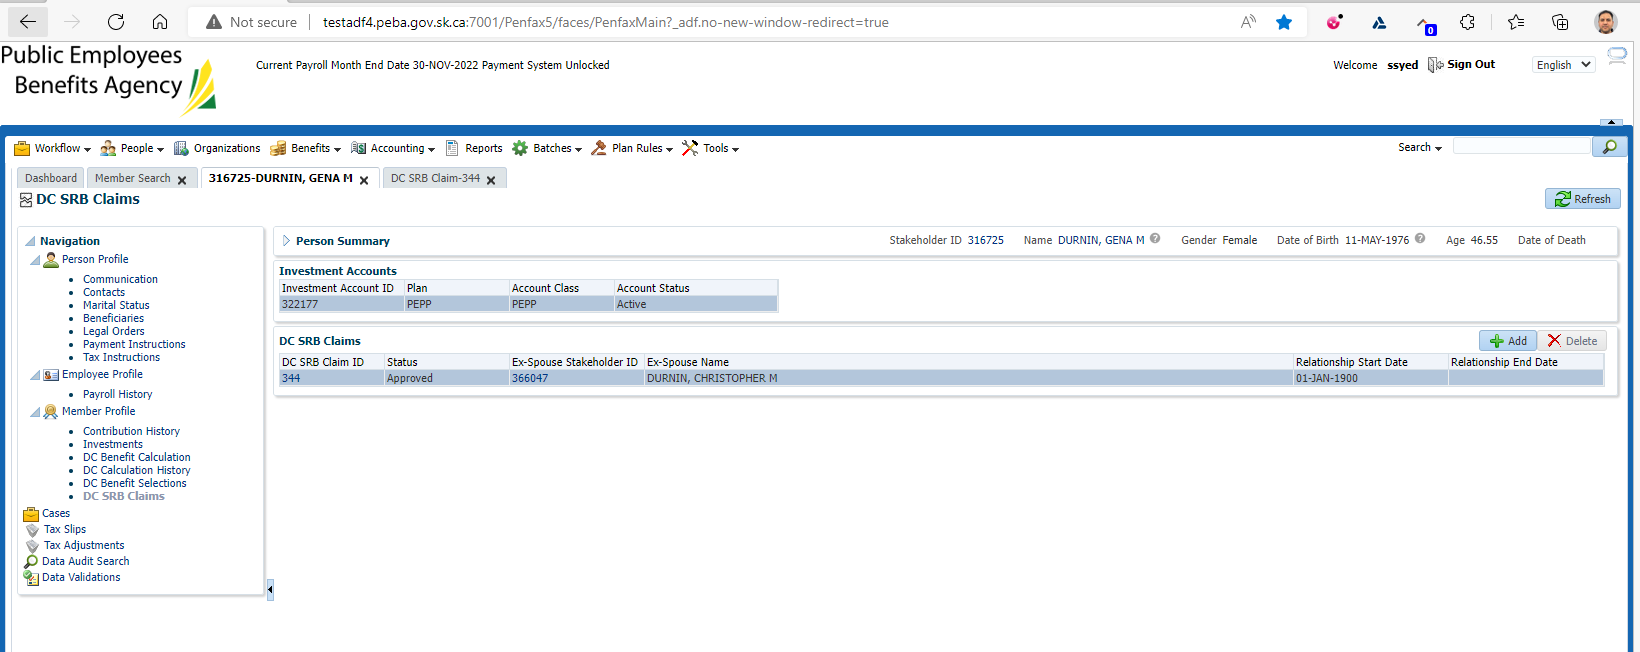 Not secure testadf4.peba.gov.sk.ca:7001/Penfax5/faces/PenfaxMain?_adf.no-new-window-redirect=true
0
Public Employees
Benefits Agency
Current Payroll Month End Date 30-NOV-2022 Payment System Unlocked
Welcome ssyed Sign Out English
Workflow People Organizations Benefits Accounting Reports Batches Plan Rules Tools Search
Dashboard Member Search 316725-DURNIN, GENA M DC SRB Claim-344
DC SRB Claims Refresh
Navigation
Person Profile
Communication
Contacts
Marital Status
Beneficiaries
Legal Orders
Payment Instructions
Tax Instructions
Employee Profile
Payroll History
Member Profile
Contribution History
Investments
DC Benefit Calculation
DC Calculation History
DC Benefit Selections
DC SRB Claims
Cases
Tax Slips
Tax Adjustments
Data Audit Search
Data Validations
Person Summary Stakeholder ID 316725 Name DURNIN, GENA M Gender Female Date of Birth 11-MAY-1976 Age 46.55 Date of Death
Investment Accounts
Investment Account ID Plan Account Class Account Status
322177 PEPP PEPP Active
DC SRB Claims Add Delete
DC SRB Claim ID Status Ex-Spouse Stakeholder ID Ex-Spouse Name Relationship Start Date Relationship End Date
344 Approved 366047 DURNIN, CHRISTOPHER M 01-JAN-1900